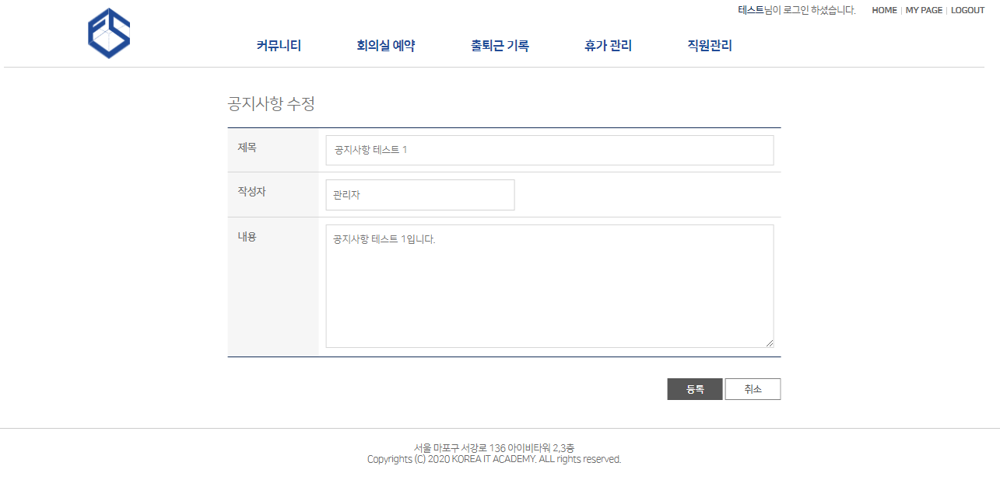 테스트님이 로그인 하셨습니다. HOME | MY PAGE | LOGOUT
커뮤니티 회의실 예약 출퇴근 기록 휴가 관리 직원관리
공지사항 수정
제목 공지사항 테스트 1
작성자 관리자
내용 공지사항 테스트 1입니다.
등록 취소
서울 마포구 서강로 136 아이비타워 2,3층
Copyrights (C) 2020 KOREA IT ACADEMY. ALL rights reserved.